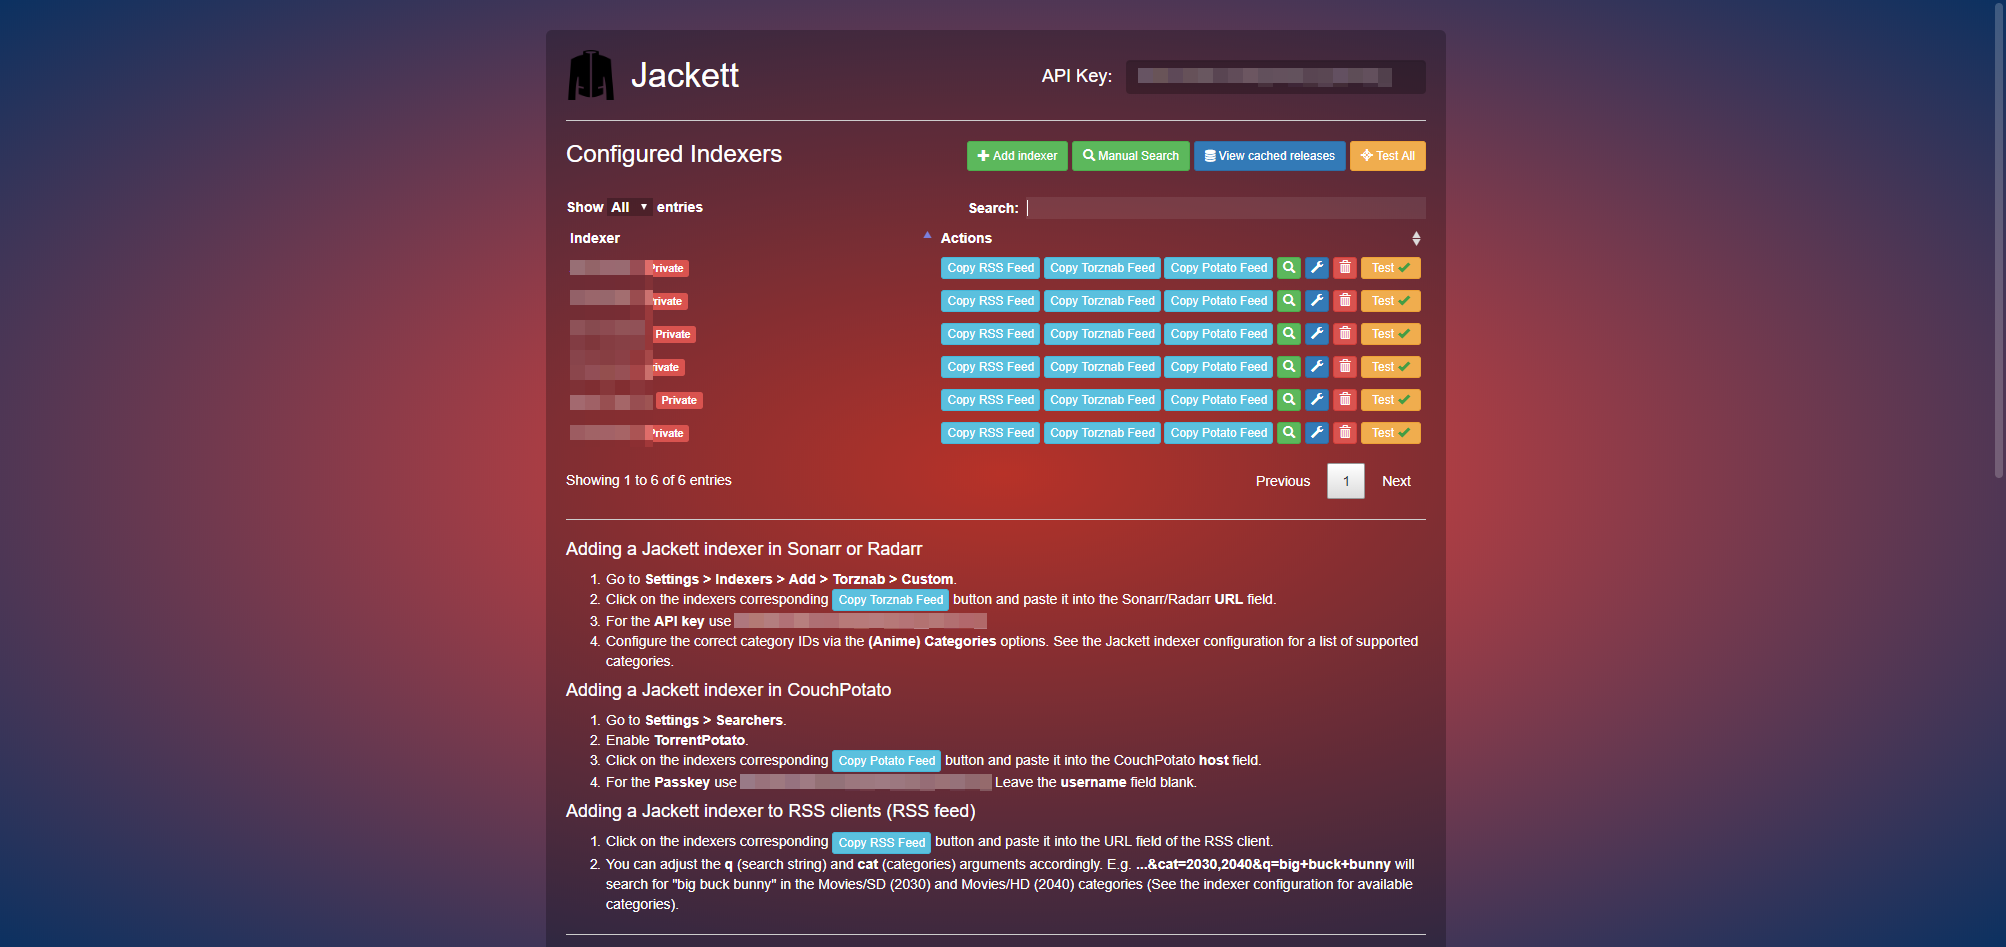 Jackett
API Key:
Configured Indexers
Add indexer
Manual Search
View cached releases
Test All
Show All entries
Search:
Indexer
Actions
Private Copy RSS Feed Copy Torznab Feed Copy Potato Feed Test
Private Copy RSS Feed Copy Torznab Feed Copy Potato Feed Test
Private Copy RSS Feed Copy Torznab Feed Copy Potato Feed Test
Private Copy RSS Feed Copy Torznab Feed Copy Potato Feed Test
Private Copy RSS Feed Copy Torznab Feed Copy Potato Feed Test
Private Copy RSS Feed Copy Torznab Feed Copy Potato Feed Test
Showing 1 to 6 of 6 entries
Previous 1 Next
Adding a Jackett indexer in Sonarr or Radarr
1. Go to Settings > Indexers > Add > Torznab > Custom.
2. Click on the indexers corresponding Copy Torznab Feed button and paste it into the Sonarr/Radarr URL field.
3. For the API key use
4. Configure the correct category IDs via the (Anime) Categories options. See the Jackett indexer configuration for a list of supported
categories.
Adding a Jackett indexer in CouchPotato
1. Go to Settings > Searchers.
2. Enable TorrentPotato.
3. Click on the indexers corresponding Copy Potato Feed button and paste it into the CouchPotato host field.
4. For the Passkey use Leave the username field blank.
Adding a Jackett indexer to RSS clients (RSS feed)
1. Click on the indexers corresponding Copy RSS Feed button and paste it into the URL field of the RSS client.
2. You can adjust the q (search string) and cat (categories) arguments accordingly. E.g. ...&cat=2030,2040&q=big+buck+bunny will
search for "big buck bunny" in the Movies/SD (2030) and Movies/HD (2040) categories (See the indexer configuration for available
categories).